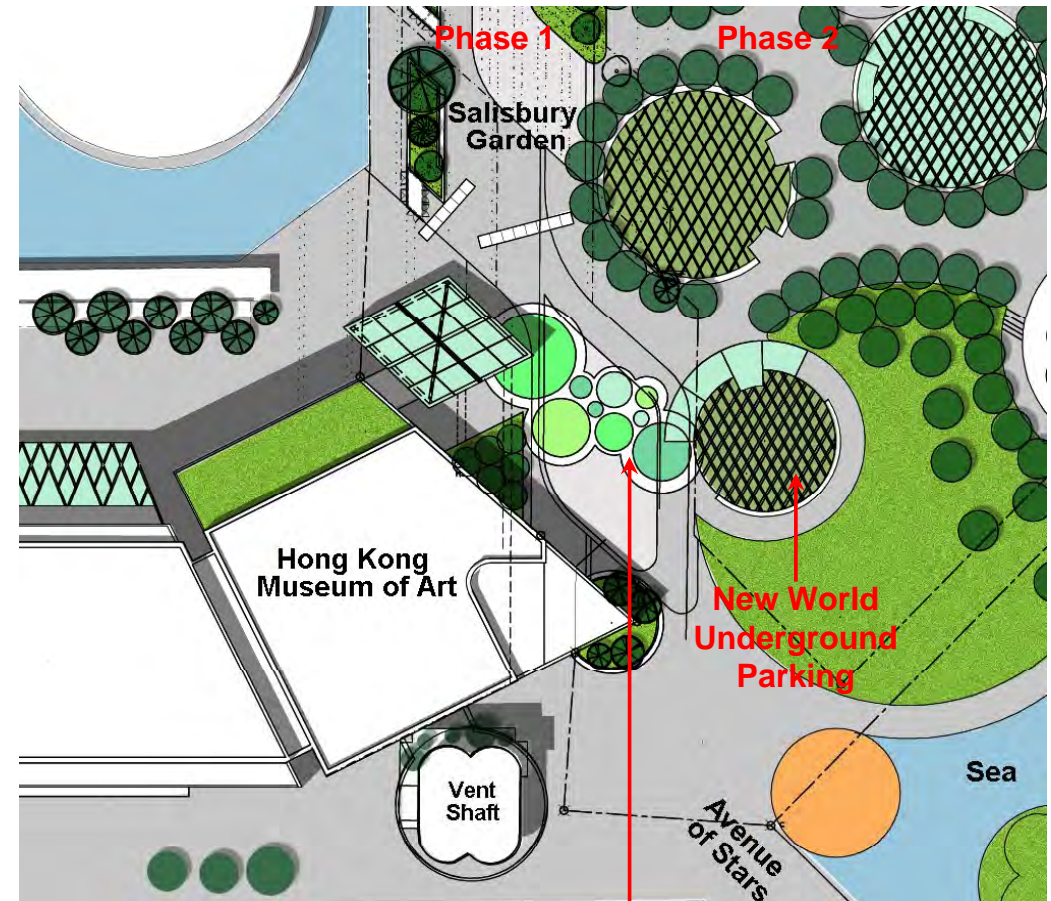 Phase 1
Phase 2
Salisbury
Garden
Hong Kong
Museum of Art
New World
Underground
Parking
Vent
Shaft
Sea
Avenue
of Stars